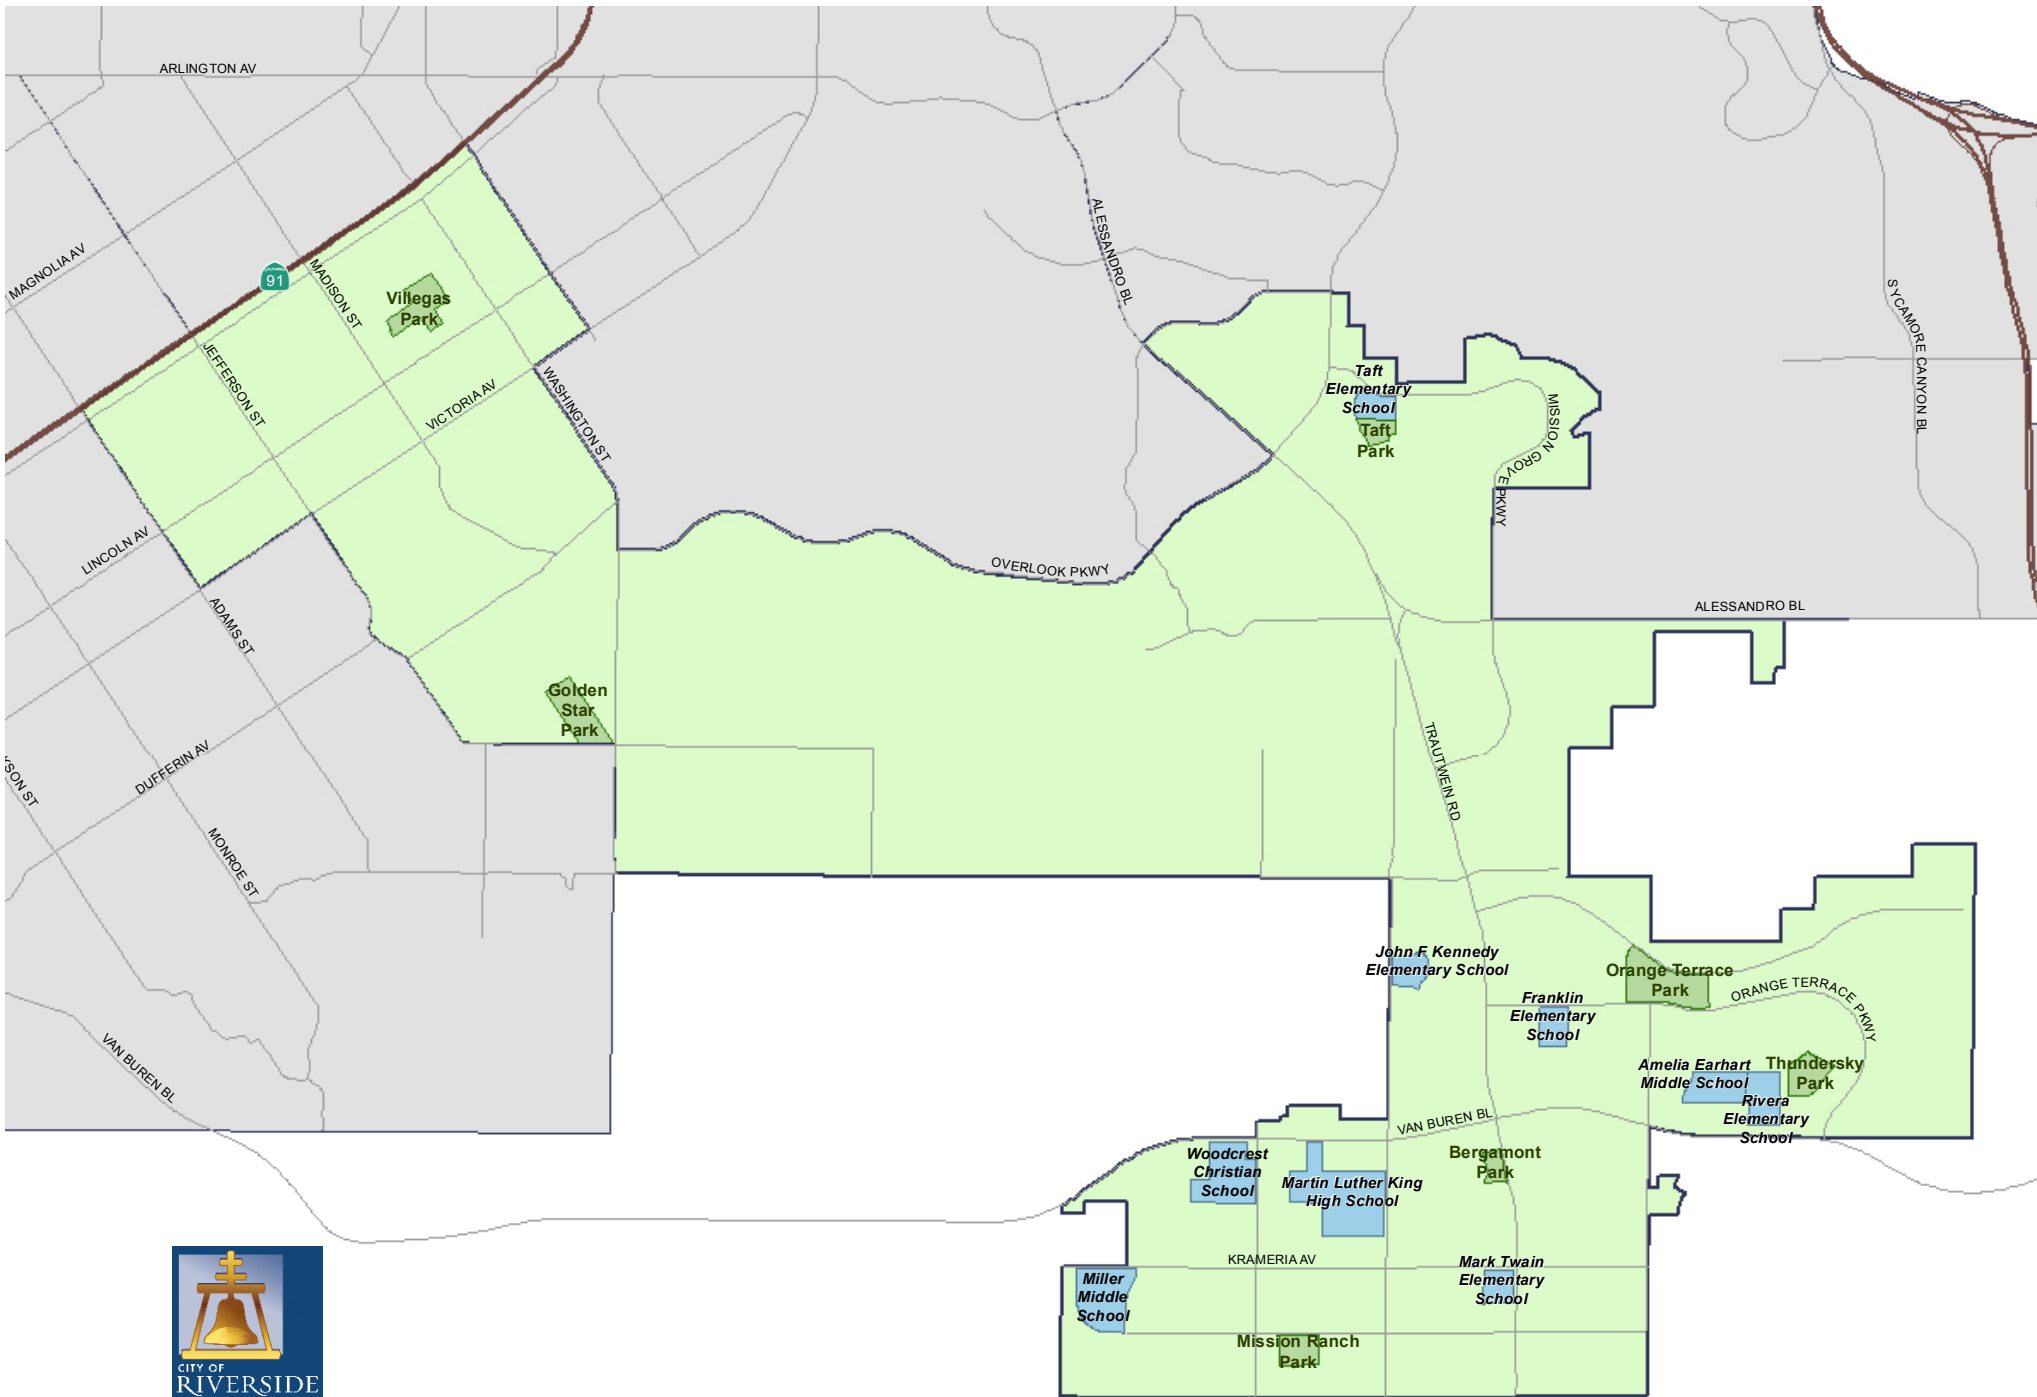 ARLINGTON AV
MAGNOLIA AV
91
MADISON ST
Villegas
Park
JEFFERSON ST
VICTORIA AV
WASHINGTON ST
LINCOLN AV
ADAMS ST
ALESSANDRO BL
SYCAMORE CANYON BL
Taft
Elementary
School
Taft
Park
MISSION GROVE PKWY
OVERLOOK PKWY
ALESSANDRO BL
Golden
Star
Park
DUFFERIN AV
KSON ST
MONROE ST
TRAUTWEIN RD
John F Kennedy
Elementary School
Franklin
Elementary
School
Orange Terrace
Park
ORANGE TERRACE PKWY
Amelia Earhart
Middle School
Thundersky
Park
Rivera
Elementary
School
VAN BUREN BL
VAN BUREN BL
Woodcrest
Christian
School
Martin Luther King
High School
Bergamont
Park
KRAMERIA AV
Miller
Middle
School
Mark Twain
Elementary
School
Mission Ranch
Park
CITY OF
RIVERSIDE